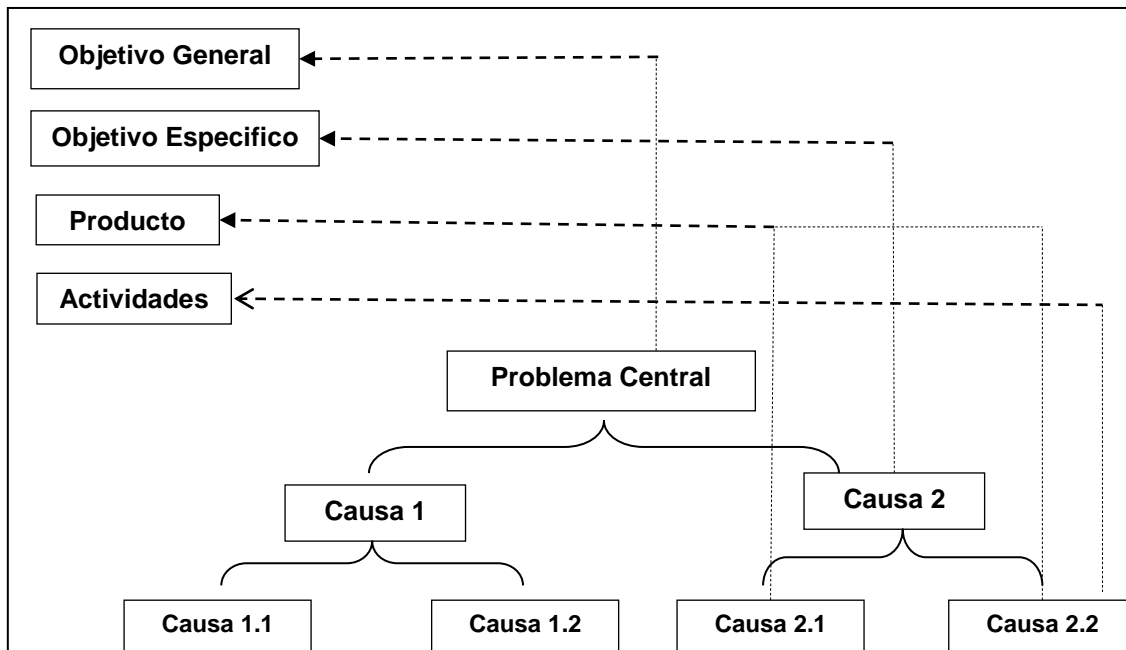 Objetivo General
Objetivo Especifico
Producto
Actividades
Problema Central
Causa 1
Causa 2
Causa 1.1
Causa 1.2
Causa 2.1
Causa 2.2